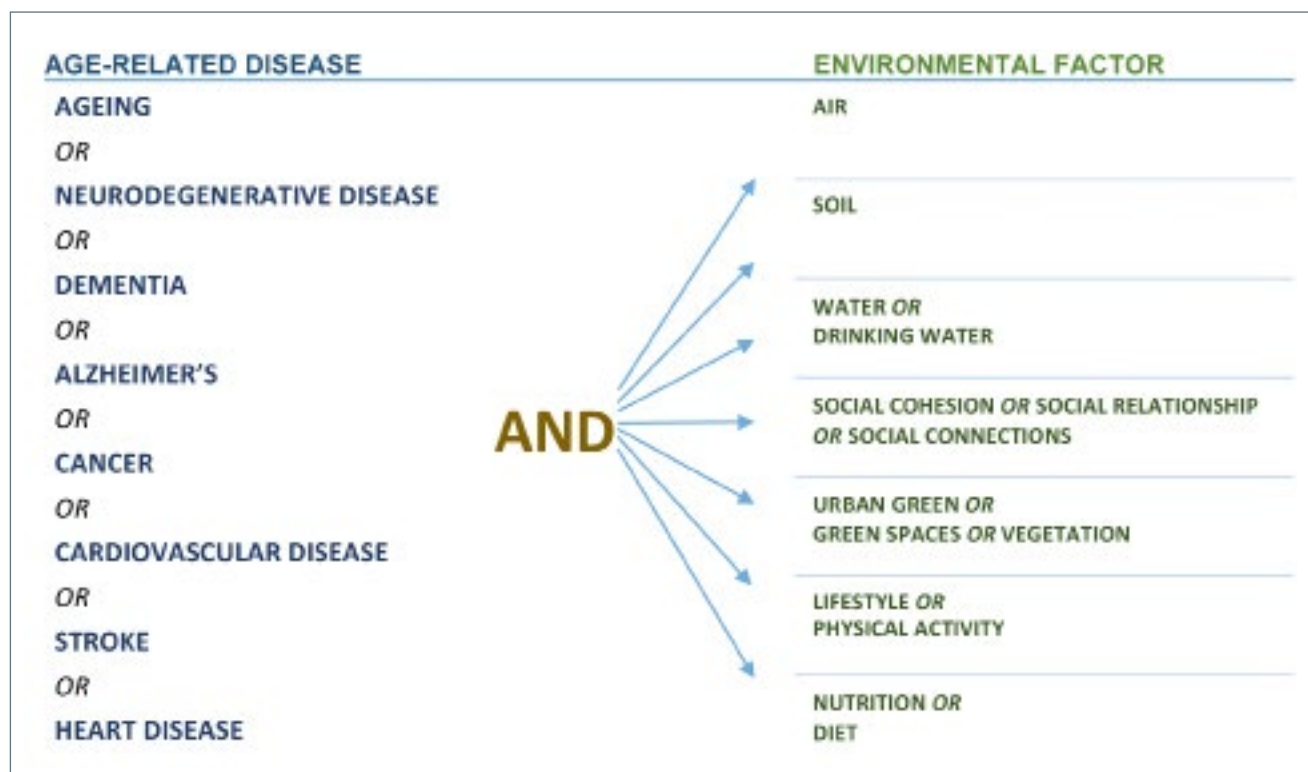 AGE-RELATED DISEASE
AGEING
OR
NEURODEGENERATIVE DISEASE
OR
DEMENTIA
OR
ALZHEIMER’S
OR
CANCER
OR
CARDIOVASCULAR DISEASE
OR
STROKE
OR
HEART DISEASE
AND
ENVIRONMENTAL FACTOR
AIR
SOIL
WATER OR
DRINKING WATER
SOCIAL COHESION OR SOCIAL RELATIONSHIP
OR SOCIAL CONNECTIONS
URBAN GREEN OR
GREEN SPACES OR VEGETATION
LIFESTYLE OR
PHYSICAL ACTIVITY
NUTRITION OR
DIET